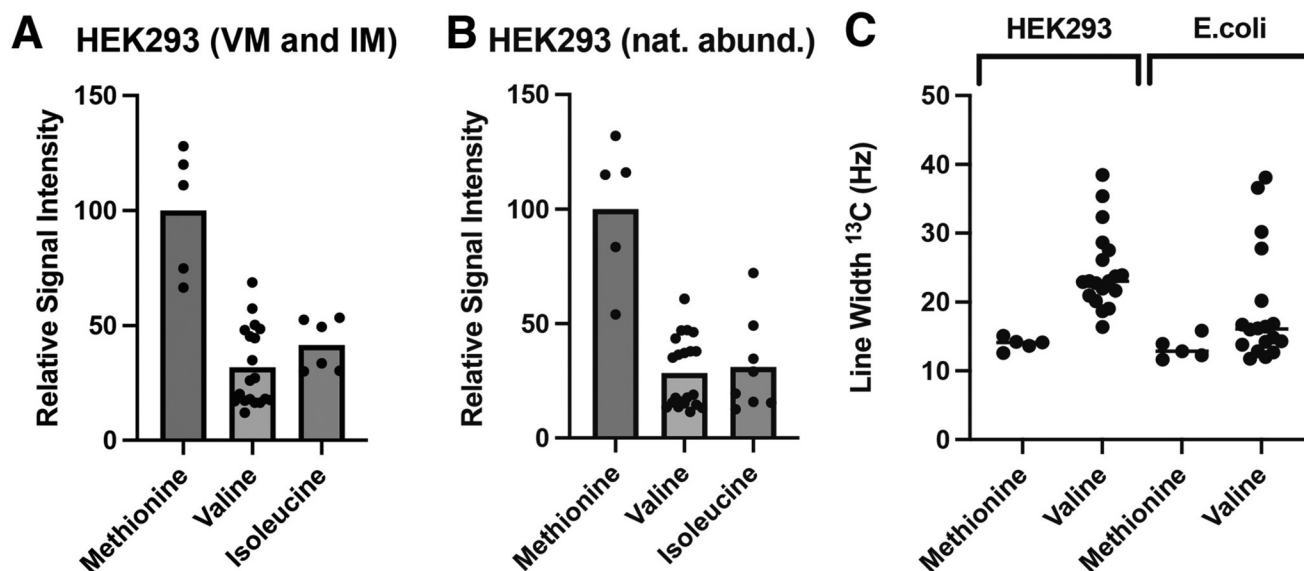 A HEK293 (VM and IM)
Relative Signal Intensity
150
100
50
0
Methionine
Valine
Isoleucine
B HEK293 (nat. abund.)
Relative Signal Intensity
150
100
50
0
Methionine
Valine
Isoleucine
C
HEK293
E.coli
Line Width ¹³C (Hz)
50
40
30
20
10
0
Methionine
Valine
Methionine
Valine